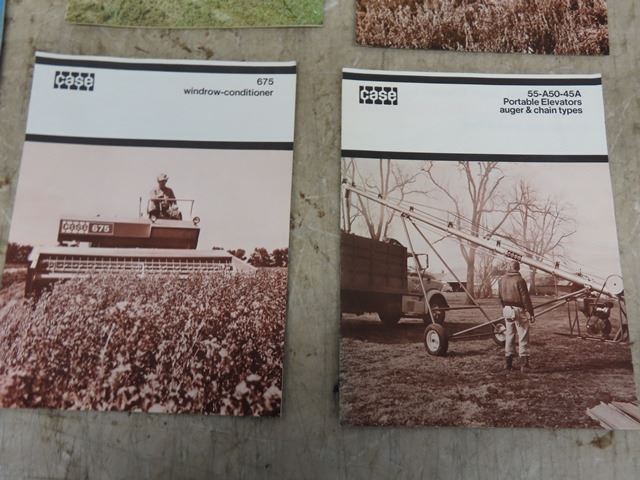 CASE
675
windrow-conditioner
CASE 675
CASE
55-A50-45A
Portable Elevators
auger & chain types